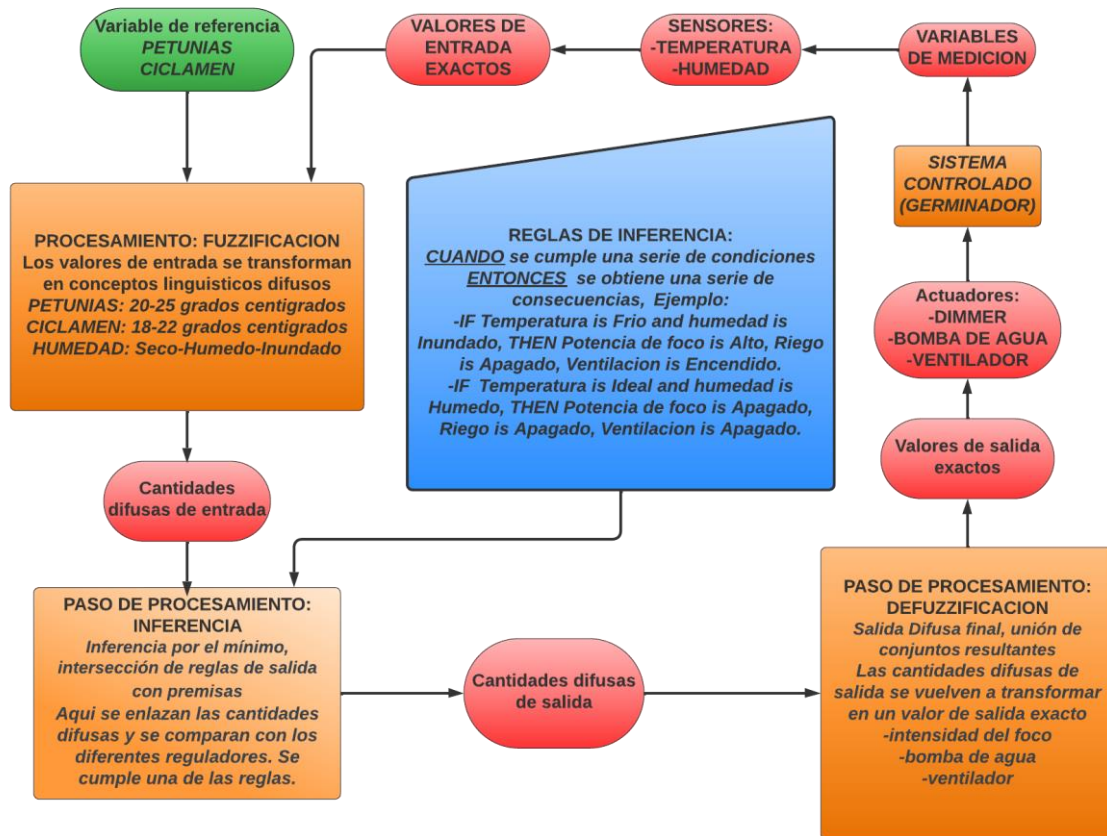 Variable de referencia
PETUNIAS
CICLAMEN
VALORES DE
ENTRADA
EXACTOS
SENSORES:
-TEMPERATURA
-HUMEDAD
VARIABLES
DE MEDICION
SISTEMA
CONTROLADO
(GERMINADOR)
PROCESAMIENTO: FUZZIFICACION
Los valores de entrada se transforman
en conceptos linguisticos difusos
PETUNIAS: 20-25 grados centigrados
CICLAMEN: 18-22 grados centigrados
HUMEDAD: Seco-Humedo-Inundado
REGLAS DE INFERENCIA:
CUANDO se cumple una serie de condiciones
ENTONCES se obtiene una serie de
consecuencias, Ejemplo:
-IF Temperatura is Frio and humedad is
Inundado, THEN Potencia de foco is Alto, Riego
is Apagado, Ventilacion is Encendido.
-IF Temperatura is Ideal and humedad is
Humedo, THEN Potencia de foco is Apagado,
Riego is Apagado, Ventilacion is Apagado.
Actuadores:
-DIMMER
-BOMBA DE AGUA
-VENTILADOR
Valores de salida
exactos
Cantidades
difusas de entrada
PASO DE PROCESAMIENTO:
INFERENCIA
Inferencia por el mínimo,
intersección de reglas de salida
con premisas
Aqui se enlazan las cantidades
difusas y se comparan con los
diferentes reguladores. Se
cumple una de las reglas.
Cantidades difusas
de salida
PASO DE PROCESAMIENTO:
DEFUZZIFICACION
Salida Difusa final, unión de
conjuntos resultantes
Las cantidades difusas de
salida se vuelven a transformar
en un valor de salida exacto
-intensidad del foco
-bomba de agua
-ventilador